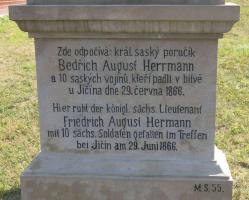 Zde odpočívá: král. saský poručík
Bedřich August Herrmann
a 10 saských vojínů, kteří padli v bitvě
u Jičína dne 29. června 1866.
Hier ruht der königl. sächs. Lieutenant
Friedrich August Hermann
mit 10 sächs. Soldaten gefallen im Treffen
bei Jičin am 29. Juni 1866.
M.S. 55.